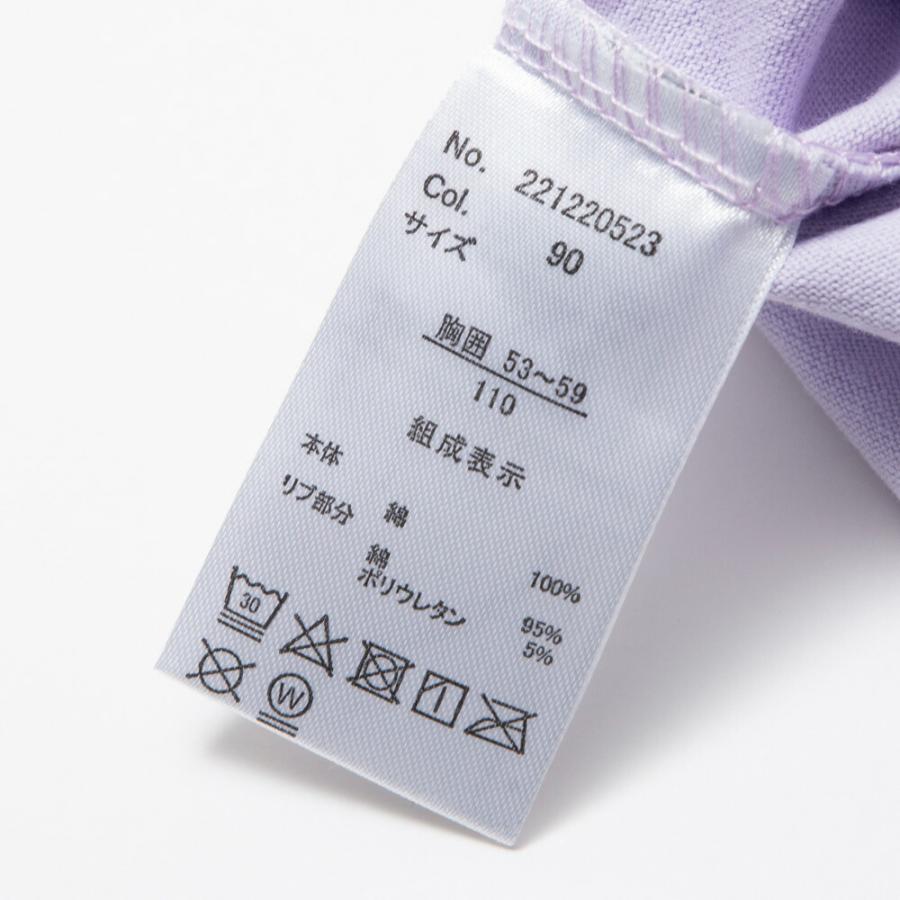 No. 221220523
Col. 90
サイズ
胸囲 53～59
110
組成表示
本体
リブ部分 綿
100%
綿 95%
ポリウレタン 5%
30
W